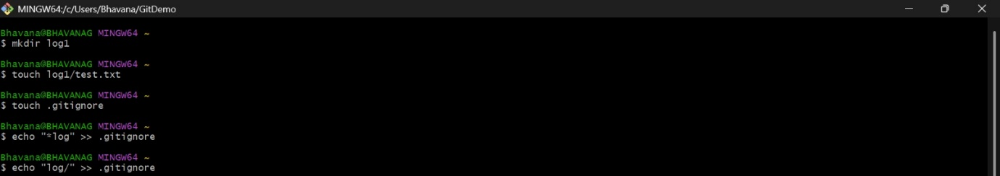 MINGW64:/c/Users/Bhavana/GitDemo
Bhavana@BHAVANAG MINGW64 ~
$ mkdir log1
Bhavana@BHAVANAG MINGW64 ~
$ touch log1/test.txt
Bhavana@BHAVANAG MINGW64 ~
$ touch .gitignore
Bhavana@BHAVANAG MINGW64 ~
$ echo "*log" >> .gitignore
Bhavana@BHAVANAG MINGW64 ~
$ echo "log/" >> .gitignore